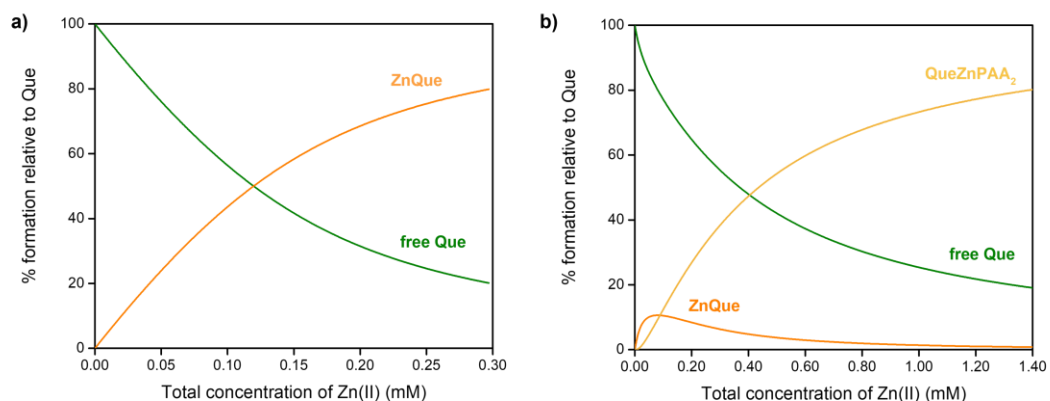 a)
100
80
60
40
20
0
% formation relative to Que
ZnQue
free Que
0.00 0.05 0.10 0.15 0.20 0.25 0.30
Total concentration of Zn(II) (mM)
b)
100
80
60
40
20
0
% formation relative to Que
QueZnPAA₂
free Que
ZnQue
0.00 0.20 0.40 0.60 0.80 1.00 1.20 1.40
Total concentration of Zn(II) (mM)